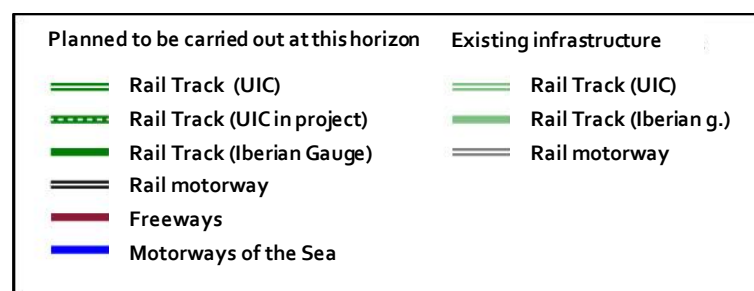 Planned to be carried out at this horizon
Rail Track (UIC)
Rail Track (UIC in project)
Rail Track (Iberian Gauge)
Rail motorway
Freeways
Motorways of the Sea
Existing infrastructure
Rail Track (UIC)
Rail Track (Iberian g.)
Rail motorway